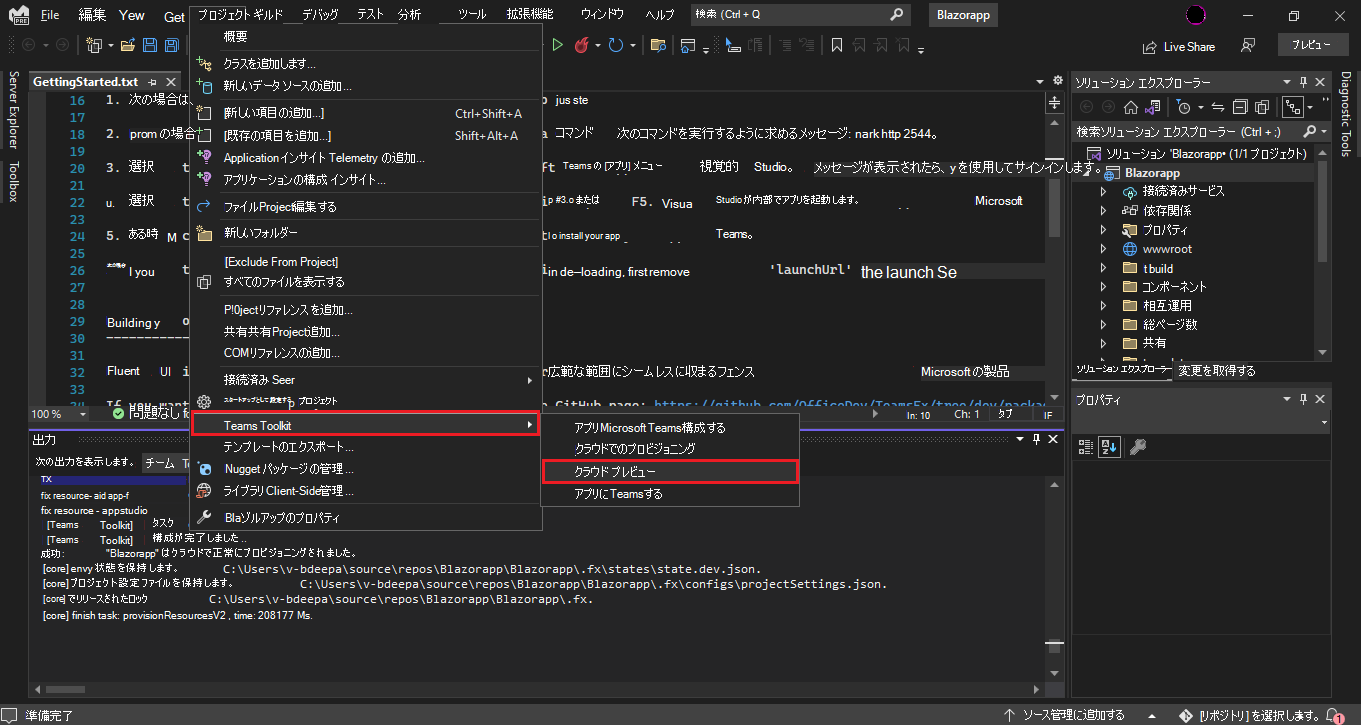 File 編集 Yew Get プロジェクト ギルド デバッグ テスト 分析 ツール 拡張機能 ウィンドウ ヘルプ 検索 (Ctrl + Q Blazorapp
Live Share プレビュー
Server Explorer
Toolbox
GettingStarted.txt
16 1. 次の場合は、 jus ste
17
18 2. prom の場合 a コマンド 次のコマンドを実行するように求めるメッセージ: nark http 2544。
19
20 3. 選択 t ft Teams の [アプリ] メニュー 視覚的 Studio。 メッセージが表示されたら、y を使用してサインインします。
21
22 u. 選択 t p #3.o または F5. Visua Studio が内部でアプリを起動します。 Microsoft
23
24 5. ある時 M c t l o install your app Teams。
25
26 I you t in de–loading, first remove 'launchUrl' the launch Se
27
28
29 Building y o
30 -----------
31
32 Fluent UI i 広範な範囲にシームレスに収まるフェンス Microsoft の製品
33
If you want GitHub page: https://github.com/OfficeDev/TeamsFx/tree/dev/packa
100 % 問題なし fo In: 10 Ch: 1 タブ IF
概要
クラスを追加します...
新しいデータ ソースの追加...
[新しい項目の追加...] Ctrl+Shift+A
[既存の項目を追加...] Shift+Alt+A
Application インサイト Telemetry の追加...
アプリケーションの構成 インサイト...
ファイルProject編集する
新しいフォルダー
[Exclude From Project]
すべてのファイルを表示する
P!0jectリファレンス を追加...
共有共有Project追加...
COMリファレンスの追加...
接続済み Seer
スタートアップとして 設定する p プロジェクト
Teams Toolkit
テンプレートのエクスポート...
Nugget パッケージ の管理 ...
ライブラリ Client-Side管理 ...
Blaゾルアップのプロパティ
アプリMicrosoft Teams構成する
クラウドでのプロビジョニング
クラウド プレビュー
アプリにTeamsする
出力
次の出力を表示します。 チーム To
TX
fix resource- aid app-f
fix resource - appstudio
[Teams Toolkit] タスク
[Teams Toolkit] 構成が完了しました ..
成功: "Blazorapp" はクラウドで正常にプロビジョニングされました。
[core] envy 状態を保持します。 C:\Users\v-bdeepa\source\repos\Blazorapp\Blazorapp\.fx\states\state.dev.json.
[core] プロジェクト設定ファイルを保持します。 C:\Users\v-bdeepa\source\repos\Blazorapp\Blazorapp\.fx\configs\projectSettings.json.
[core] でリリースされたロック C:\Users\v-bdeepa\source\repos\Blazorapp\Blazorapp\.fx.
[core] finish task: provisionResourcesV2 , time: 208177 Ms.
ソリューション エクスプローラー
検索ソリューション エクスプローラー (Ctrl + ;)
ソリューション 'Blazorapp• (1/1 プロジェクト)
Blazorapp
接続済みサービス
依存関係
プロパティ
wwwroot
t build
コンポーネント
相互運用
総ページ数
共有
ソリューション エクスプローラー 変更を取得する
プロパティ
Diagnostic Tools
準備完了 ソース管理に追加する [リポジトリ] を選択します。 1